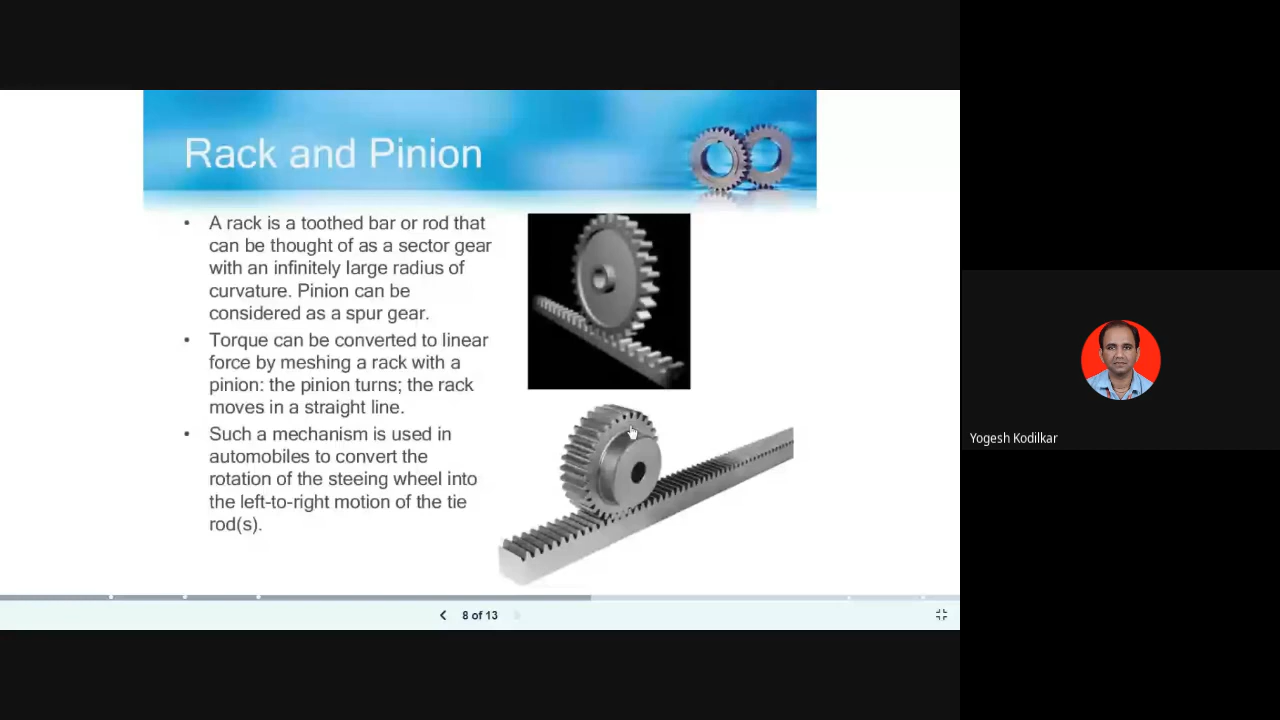 Rack and Pinion
• A rack is a toothed bar or rod that
can be thought of as a sector gear
with an infinitely large radius of
curvature. Pinion can be
considered as a spur gear.
• Torque can be converted to linear
force by meshing a rack with a
pinion: the pinion turns; the rack
moves in a straight line.
• Such a mechanism is used in
automobiles to convert the
rotation of the steeing wheel into
the left-to-right motion of the tie
rod(s).
8 of 13
Yogesh Kodilkar